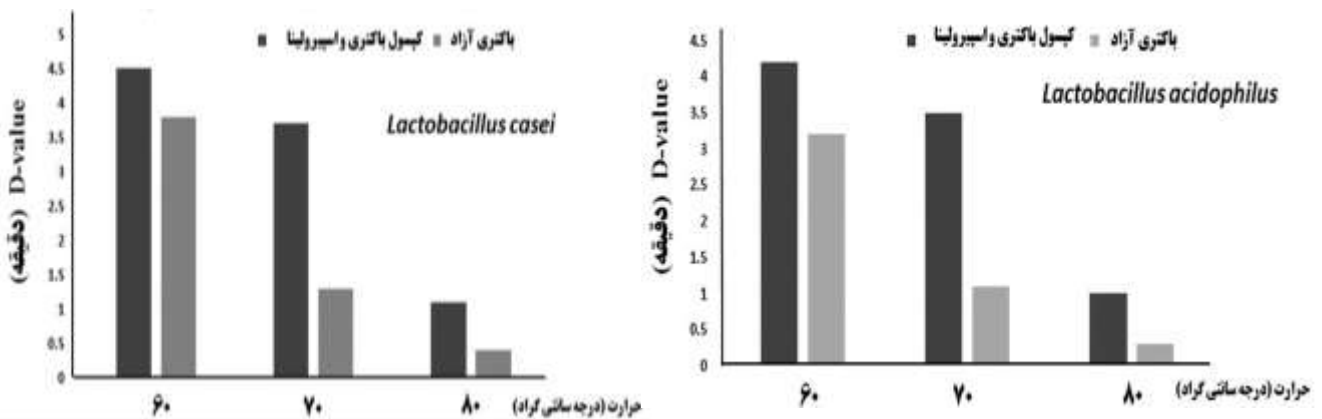 کپسول باکتری و اسپیرولینا باکتری آزاد
Lactobacillus casei
D-value (دقیقه)
5
4.5
4
3.5
3
2.5
2
1.5
1
0.5
0
۶۰ ۷۰ ۸۰ حرارت (درجه سانتی گراد)
کپسول باکتری و اسپیرولینا باکتری آزاد
Lactobacillus acidophilus
D-value (دقیقه)
4.5
4
3.5
3
2.5
2
1.5
1
0.5
0
۶۰ ۷۰ ۸۰ حرارت (درجه سانتی گراد)